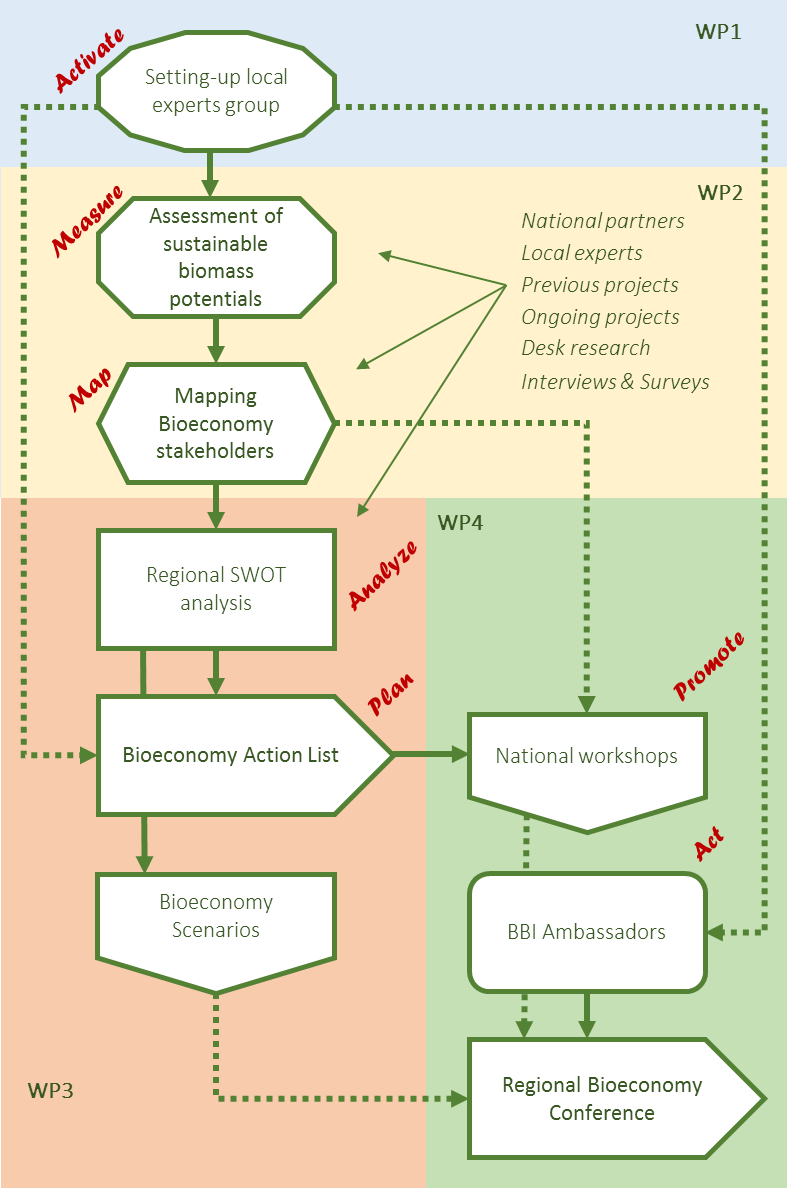 WP1
Activate
Setting-up local
experts group
WP2
Measure
Assessment of
sustainable
biomass
potentials
National partners
Local experts
Previous projects
Ongoing projects
Desk research
Interviews & Surveys
Map
Mapping
Bioeconomy
stakeholders
WP4
Analyze
Regional SWOT
analysis
Plan
Promote
Bioeconomy Action List
National workshops
Act
Bioeconomy
Scenarios
BBI Ambassadors
WP3
Regional Bioeconomy
Conference